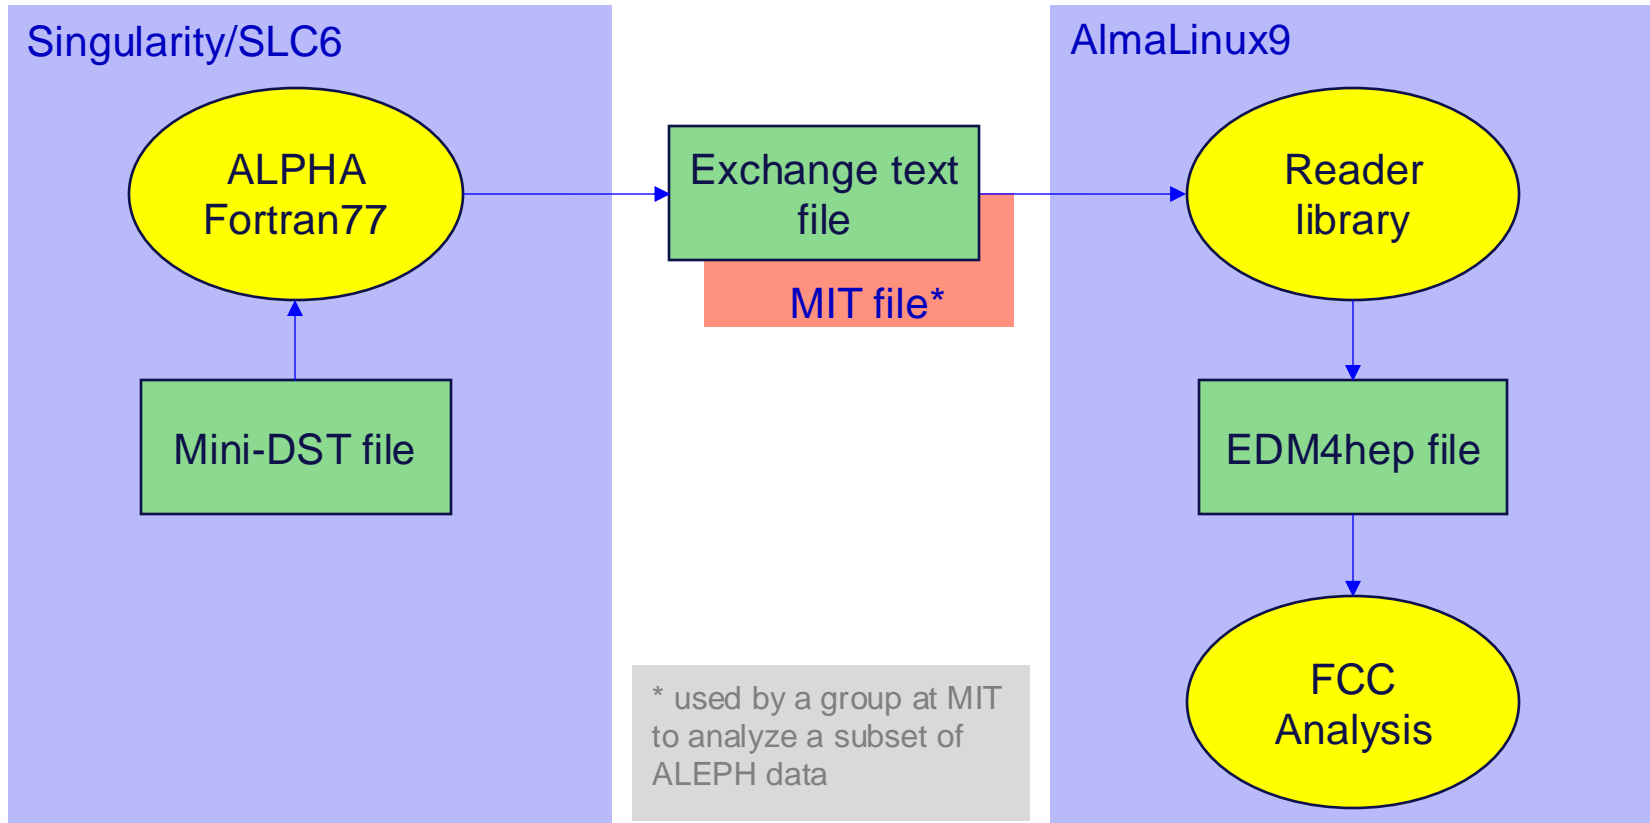 Singularity/SLC6
ALPHA
Fortran77
Mini-DST file
Exchange text
file
MIT file*
* used by a group at MIT
to analyze a subset of
ALEPH data
AlmaLinux9
Reader
library
EDM4hep file
FCC
Analysis